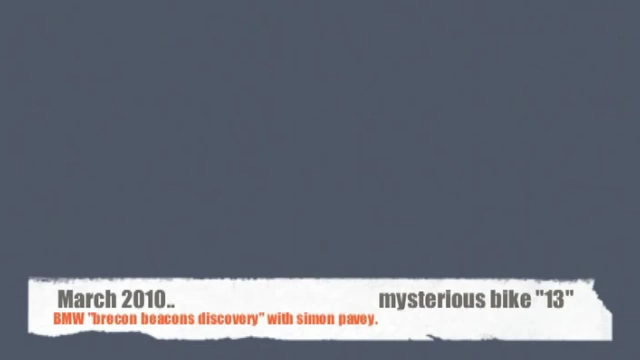 March 2010.. mysterious bike "13"
BMW "brecon beacons discovery" with simon pavey.